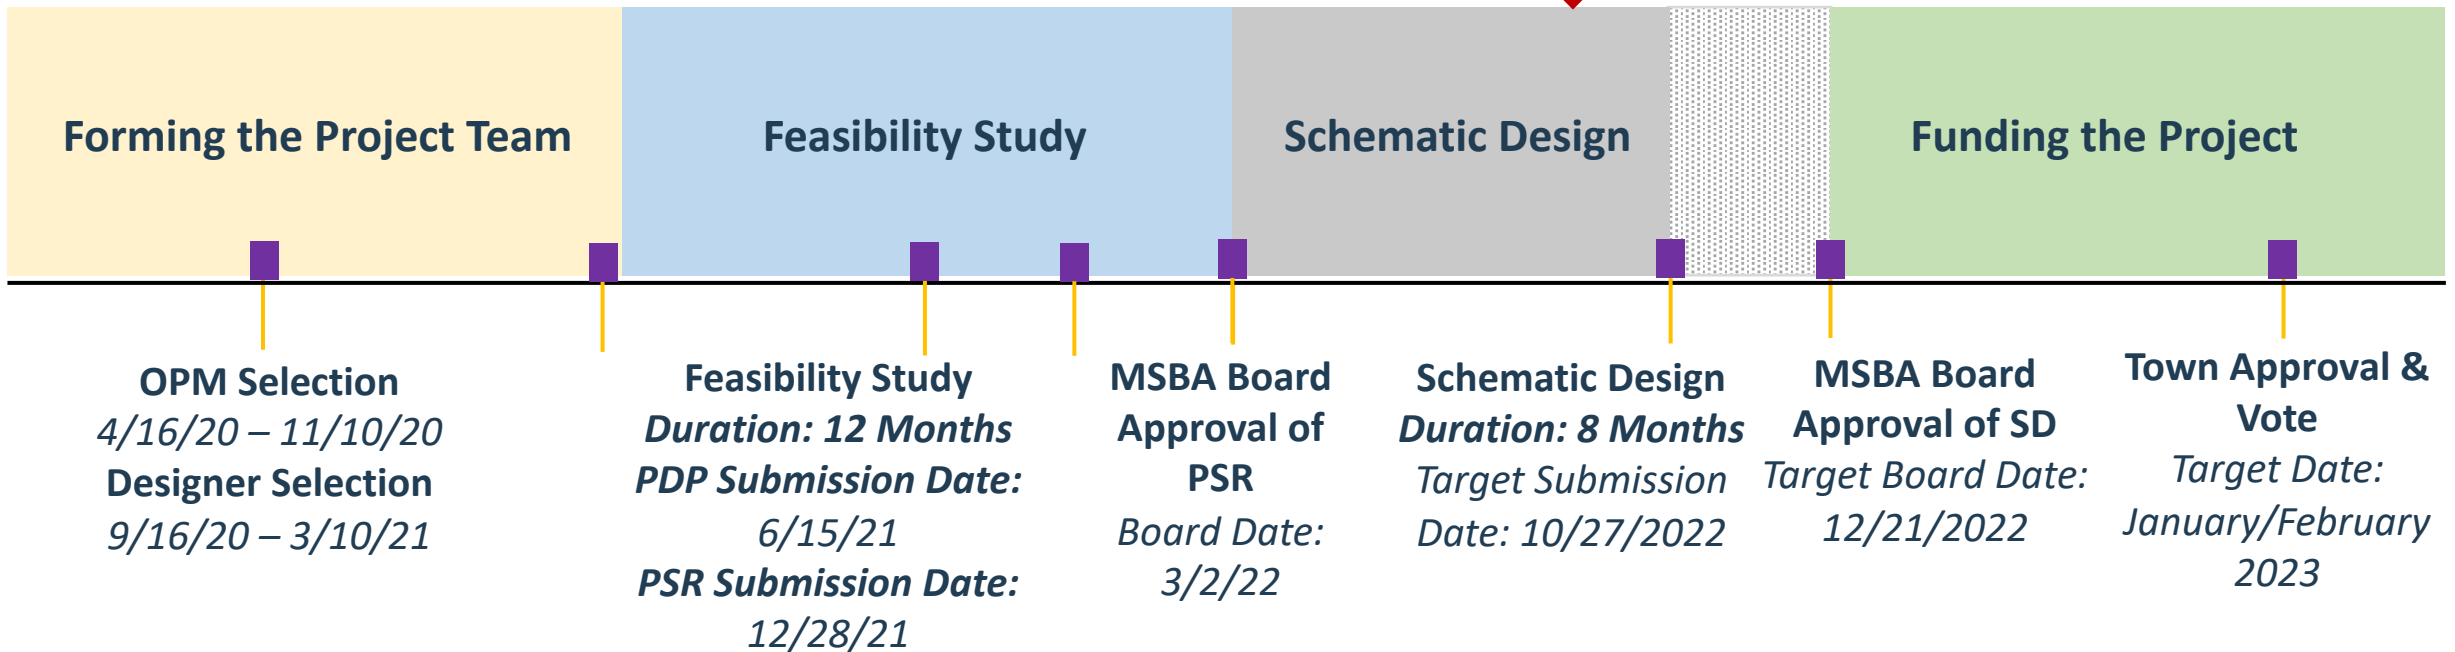 Forming the Project Team
Feasibility Study
Schematic Design
Funding the Project
OPM Selection
4/16/20 – 11/10/20
Designer Selection
9/16/20 – 3/10/21
Feasibility Study
Duration: 12 Months
PDP Submission Date:
6/15/21
PSR Submission Date:
12/28/21
MSBA Board
Approval of
PSR
Board Date:
3/2/22
Schematic Design
Duration: 8 Months
Target Submission
Date: 10/27/2022
MSBA Board
Approval of SD
Target Board Date:
12/21/2022
Town Approval &
Vote
Target Date:
January/February
2023